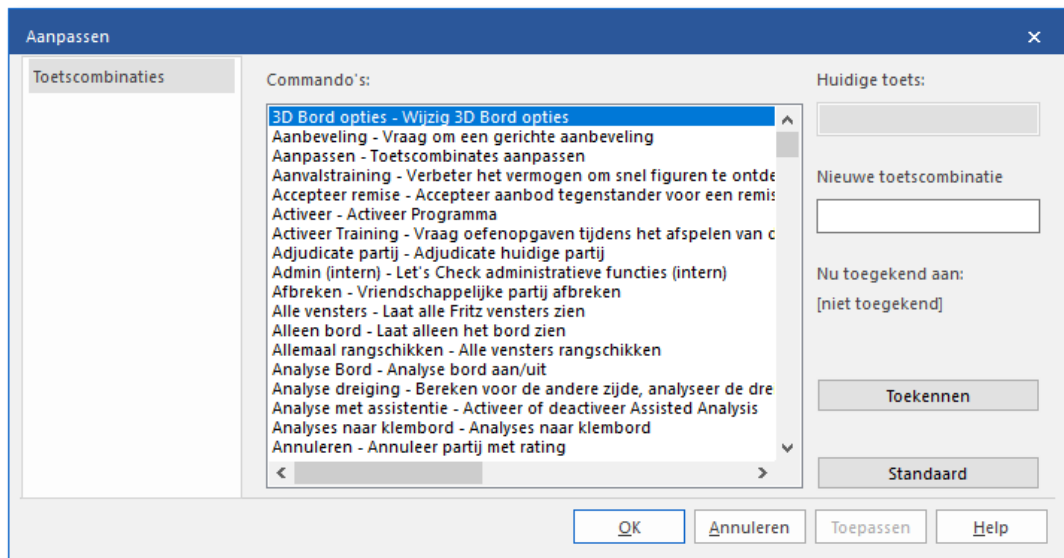 Aanpassen
Toetscombinaties
Commando's:
3D Bord opties - Wijzig 3D Bord opties
Aanbeveling - Vraag om een gerichte aanbeveling
Aanpassen - Toetscombinates aanpassen
Aanvalstraining - Verbeter het vermogen om snel figuren te ontde
Accepteer remise - Accepteer aanbod tegenstander voor een remis
Activeer - Activeer Programma
Activeer Training - Vraag oefenopgaven tijdens het afspelen van
Adjudicate partij - Adjudicate huidige partij
Admin (intern) - Let's Check administratieve functies (intern)
Afbreken - Vriendschappelijke partij afbreken
Alle vensters - Laat alle Fritz vensters zien
Alleen bord - Laat alleen het bord zien
Allemaal rangschikken - Alle vensters rangschikken
Analyse Bord - Analyse bord aan/uit
Analyse dreiging - Bereken voor de andere zijde, analyseer de dre
Analyse met assistentie - Activeer of deactiveer Assisted Analysis
Analyses naar klembord - Analyses naar klembord
Annuleren - Annuleer partij met rating
Huidige toets:
Nieuwe toetscombinatie
Nu toegekend aan:
[niet toegekend]
Toekennen
Standaard
OK
Annuleren
Toepassen
Help